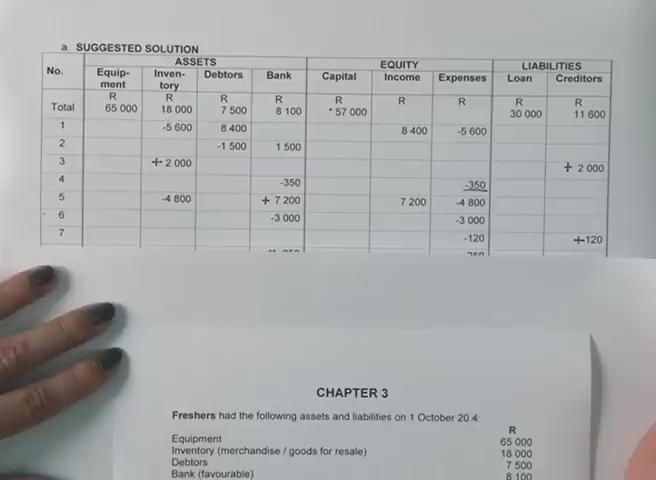 a. SUGGESTED SOLUTION
No. ASSETS EQUITY LIABILITIES
Equip-ment Inven-tory Debtors Bank Capital Income Expenses Loan Creditors
R R R R R R R R R
Total 65 000 18 000 7 500 8 100 * 57 000 30 000 11 600
1 -5 600 8 400 8 400 -5 600
2 -1 500 1 500
3 + 2 000 + 2 000
4 -350 -350
5 -4 800 + 7 200 7 200 -4 800
6 -3 000 -3 000
7 -120 +120
CHAPTER 3
Freshers had the following assets and liabilities on 1 October 20.4:
R
Equipment 65 000
Inventory (merchandise / goods for resale) 18 000
Debtors 7 500
Bank (favourable) 8 100